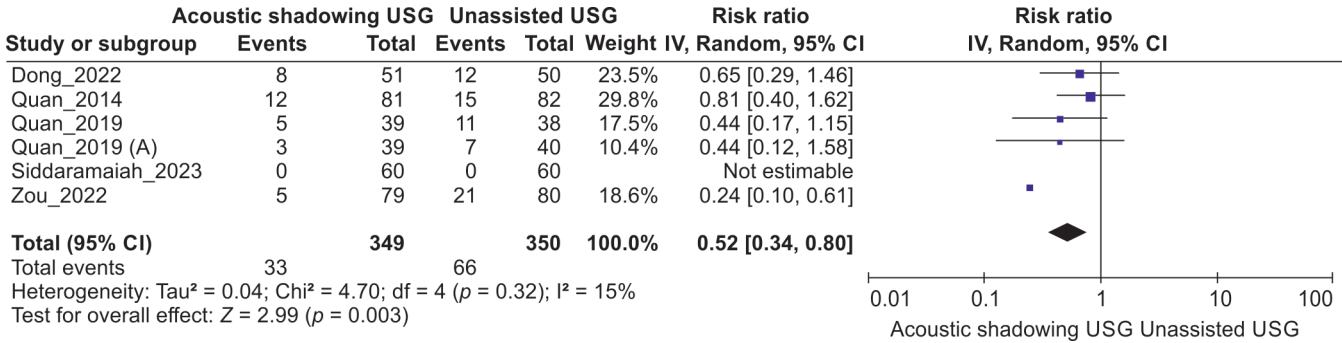 Acoustic shadowing USG Unassisted USG Risk ratio Risk ratio
Study or subgroup Events Total Events Total Weight IV, Random, 95% CI IV, Random, 95% CI
Dong_2022 8 51 12 50 23.5% 0.65 [0.29, 1.46]
Quan_2014 12 81 15 82 29.8% 0.81 [0.40, 1.62]
Quan_2019 5 39 11 38 17.5% 0.44 [0.17, 1.15]
Quan_2019 (A) 3 39 7 40 10.4% 0.44 [0.12, 1.58]
Siddaramaiah_2023 0 60 0 60 Not estimable
Zou_2022 5 79 21 80 18.6% 0.24 [0.10, 0.61]
Total (95% CI) 349 350 100.0% 0.52 [0.34, 0.80]
Total events 33 66
Heterogeneity: Tau² = 0.04; Chi² = 4.70; df = 4 (p = 0.32); I² = 15%
Test for overall effect: Z = 2.99 (p = 0.003)
0.01 0.1 1 10 100
Acoustic shadowing USG Unassisted USG